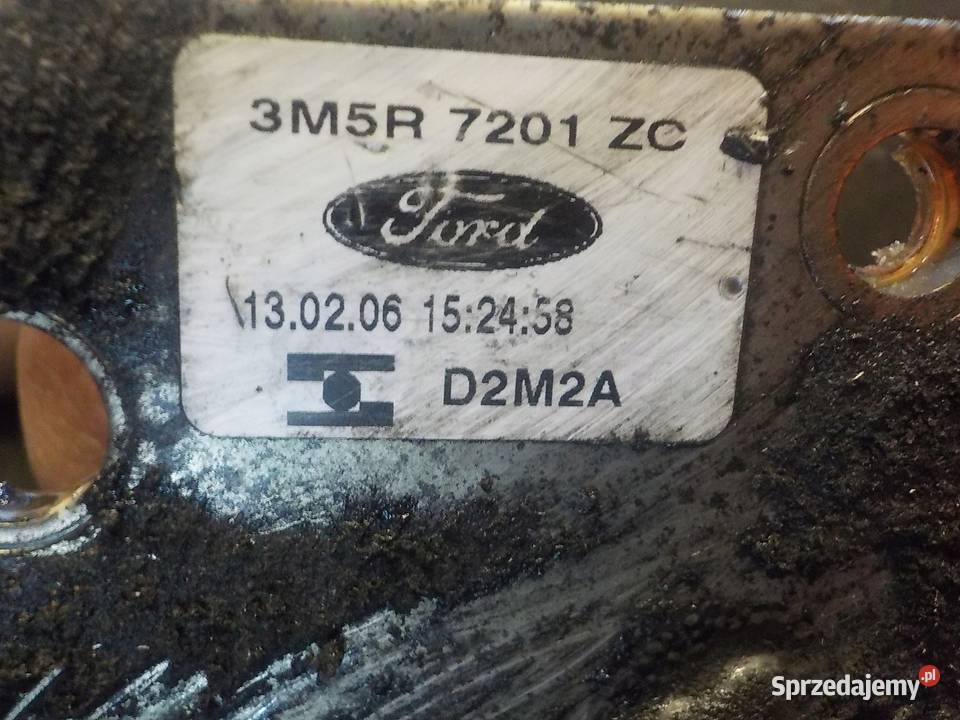 3M5R 7201 ZC
Ford
13.02.06 15:24:58
D2M2A
Sprzedajemy.pl